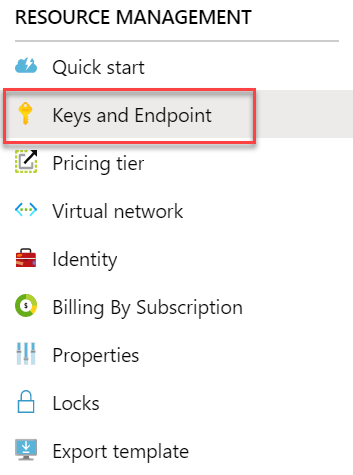 RESOURCE MANAGEMENT
Quick start
Keys and Endpoint
Pricing tier
Virtual network
Identity
Billing By Subscription
Properties
Locks
Export template